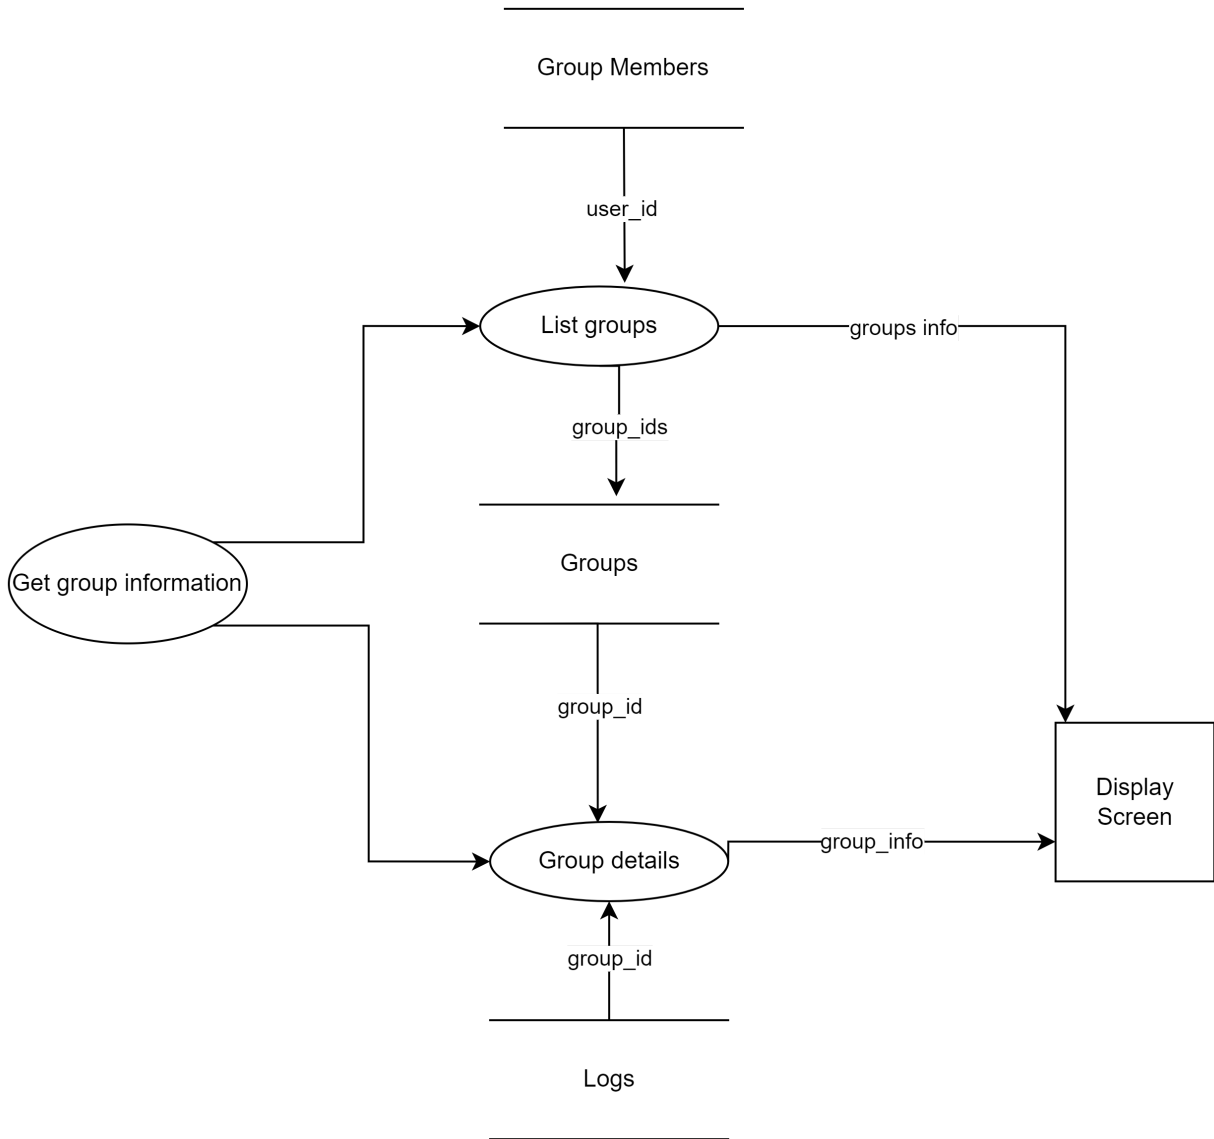 Group Members
user_id
List groups
groups info
group_ids
Groups
Get group information
group_id
Display
Screen
Group details
group_info
group_id
Logs